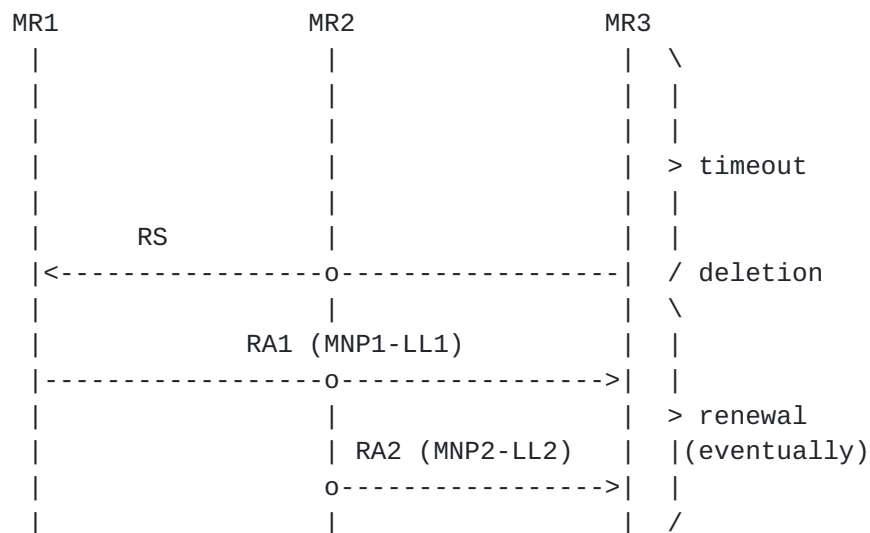 MR1 MR2 MR3
> timeout
RS
/ deletion
RA1 (MNP1-LL1)
> renewal
RA2 (MNP2-LL2) |(eventually)